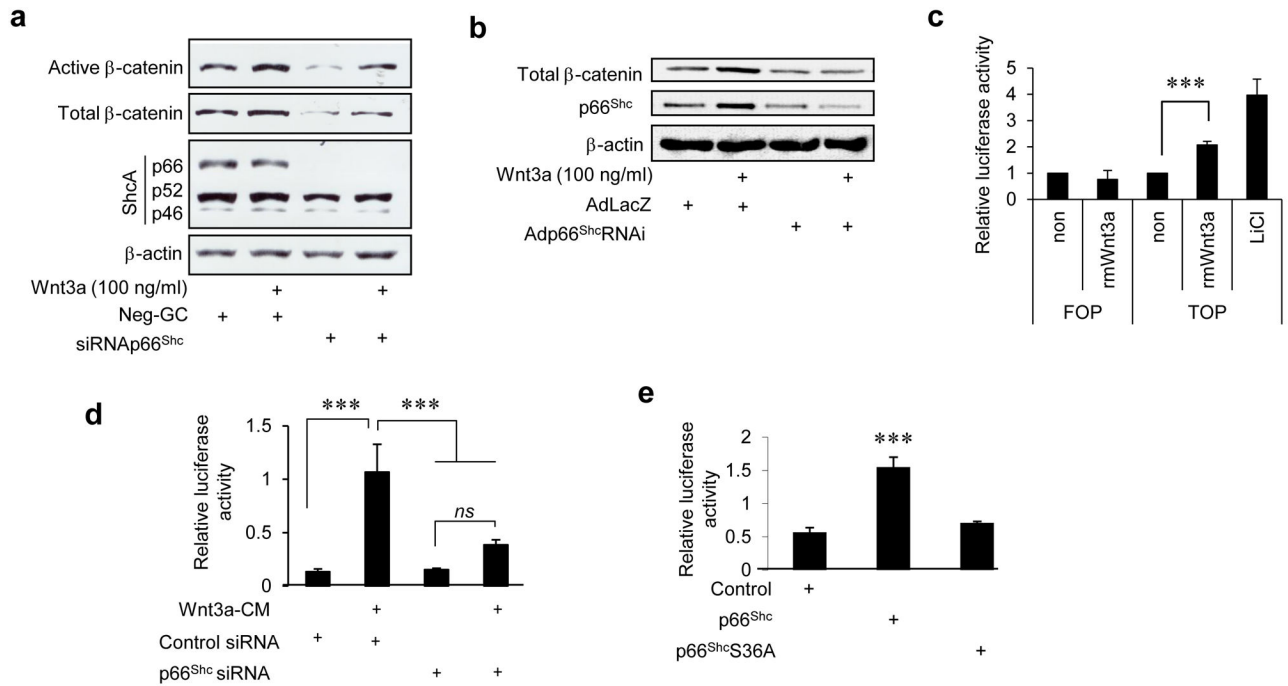 a
Active β-catenin
Total β-catenin
ShcA
p66
p52
p46
β-actin
Wnt3a (100 ng/ml) + +
Neg-GC + +
siRNAp66Shc + +
b
Total β-catenin
p66Shc
β-actin
Wnt3a (100 ng/ml) + +
AdLacZ + +
Adp66ShcRNAi + +
c
Relative luciferase activity
5
4
3
2
1
0
***
non
rmWnt3a
non
rmWnt3a
LiCl
FOP TOP
d
Relative luciferase
activity
1.5
1
0.5
0
*** ***
ns
Wnt3a-CM + +
Control siRNA + +
p66Shc siRNA + +
e
Relative luciferase
activity
2
1.5
1
0.5
0
***
Control +
p66Shc +
p66ShcS36A +